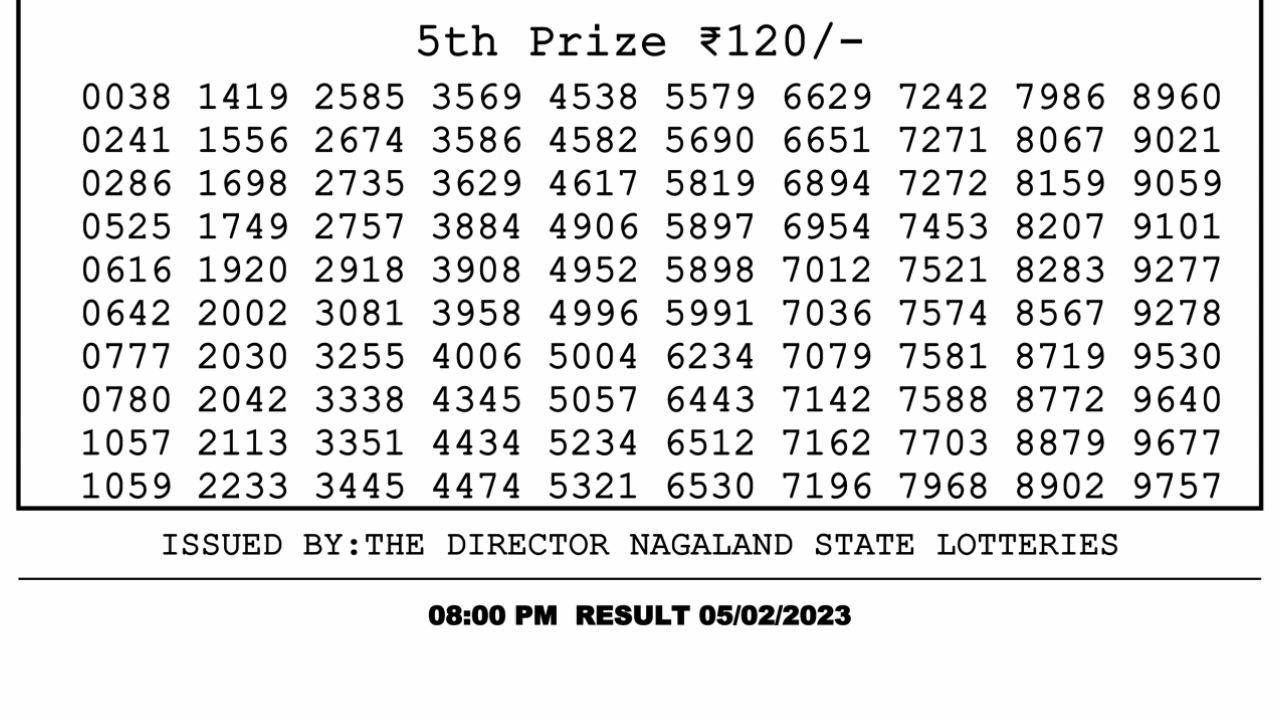 5th Prize ₹120/-
0038 1419 2585 3569 4538 5579 6629 7242 7986 8960
0241 1556 2674 3586 4582 5690 6651 7271 8067 9021
0286 1698 2735 3629 4617 5819 6894 7272 8159 9059
0525 1749 2757 3884 4906 5897 6954 7453 8207 9101
0616 1920 2918 3908 4952 5898 7012 7521 8283 9277
0642 2002 3081 3958 4996 5991 7036 7574 8567 9278
0777 2030 3255 4006 5004 6234 7079 7581 8719 9530
0780 2042 3338 4345 5057 6443 7142 7588 8772 9640
1057 2113 3351 4434 5234 6512 7162 7703 8879 9677
1059 2233 3445 4474 5321 6530 7196 7968 8902 9757
ISSUED BY:THE DIRECTOR NAGALAND STATE LOTTERIES
08:00 PM RESULT 05/02/2023